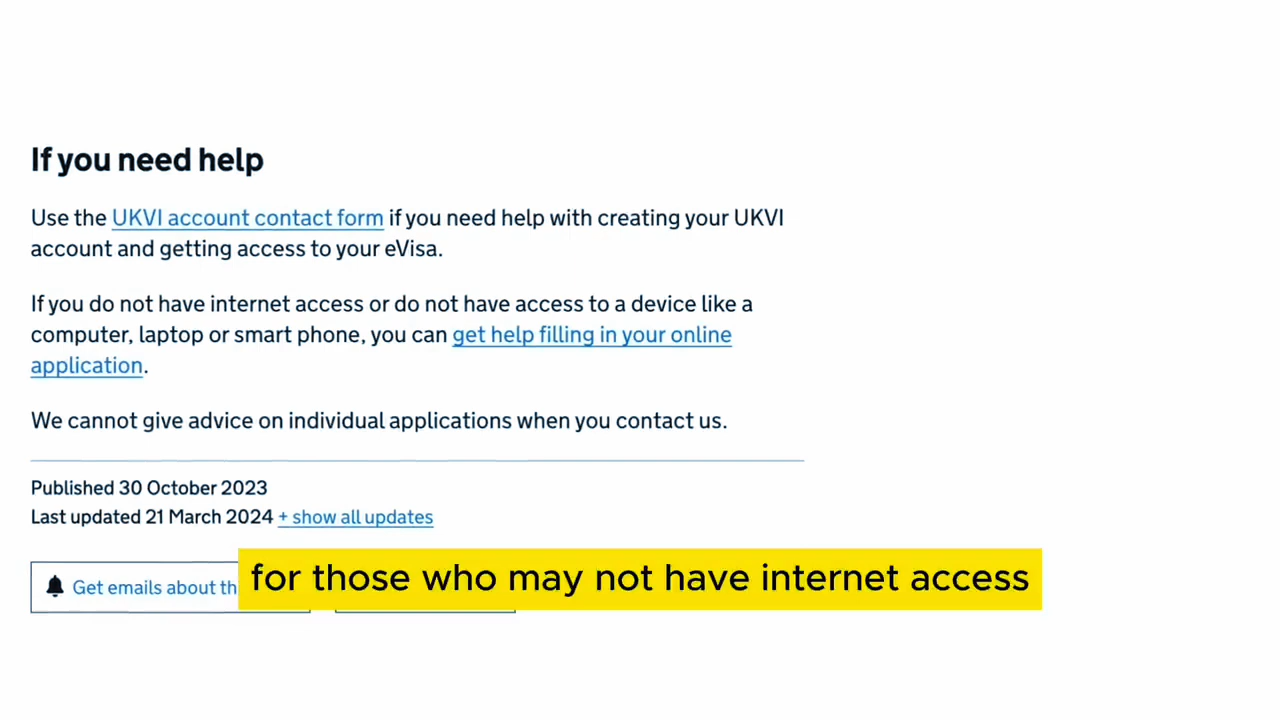 If you need help
Use the UKVI account contact form if you need help with creating your UKVI
account and getting access to your eVisa.
If you do not have internet access or do not have access to a device like a
computer, laptop or smart phone, you can get help filling in your online
application.
We cannot give advice on individual applications when you contact us.
Published 30 October 2023
Last updated 21 March 2024 + show all updates
Get emails about th
for those who may not have internet access